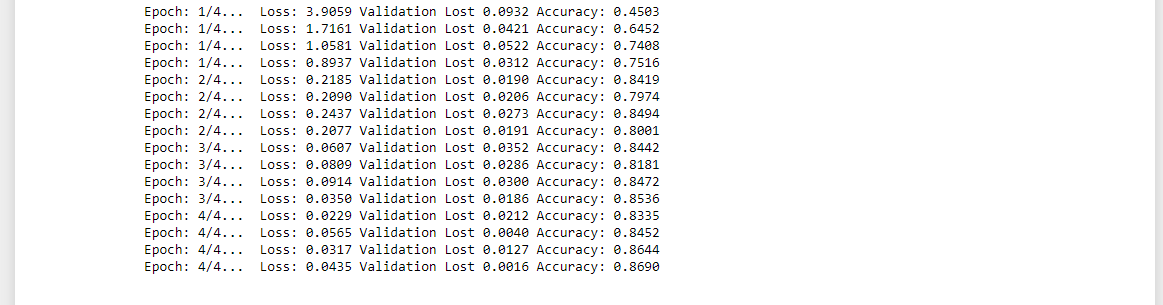 Epoch: 1/4...  Loss: 3.9059 Validation Lost 0.0932 Accuracy: 0.4503
Epoch: 1/4...  Loss: 1.7161 Validation Lost 0.0421 Accuracy: 0.6452
Epoch: 1/4...  Loss: 1.0581 Validation Lost 0.0522 Accuracy: 0.7408
Epoch: 1/4...  Loss: 0.8937 Validation Lost 0.0312 Accuracy: 0.7516
Epoch: 2/4...  Loss: 0.2185 Validation Lost 0.0190 Accuracy: 0.8419
Epoch: 2/4...  Loss: 0.2090 Validation Lost 0.0206 Accuracy: 0.7974
Epoch: 2/4...  Loss: 0.2437 Validation Lost 0.0273 Accuracy: 0.8494
Epoch: 2/4...  Loss: 0.2077 Validation Lost 0.0191 Accuracy: 0.8001
Epoch: 3/4...  Loss: 0.0607 Validation Lost 0.0352 Accuracy: 0.8442
Epoch: 3/4...  Loss: 0.0809 Validation Lost 0.0286 Accuracy: 0.8181
Epoch: 3/4...  Loss: 0.0914 Validation Lost 0.0300 Accuracy: 0.8472
Epoch: 3/4...  Loss: 0.0350 Validation Lost 0.0186 Accuracy: 0.8536
Epoch: 4/4...  Loss: 0.0229 Validation Lost 0.0212 Accuracy: 0.8335
Epoch: 4/4...  Loss: 0.0565 Validation Lost 0.0040 Accuracy: 0.8452
Epoch: 4/4...  Loss: 0.0317 Validation Lost 0.0127 Accuracy: 0.8644
Epoch: 4/4...  Loss: 0.0435 Validation Lost 0.0016 Accuracy: 0.8690